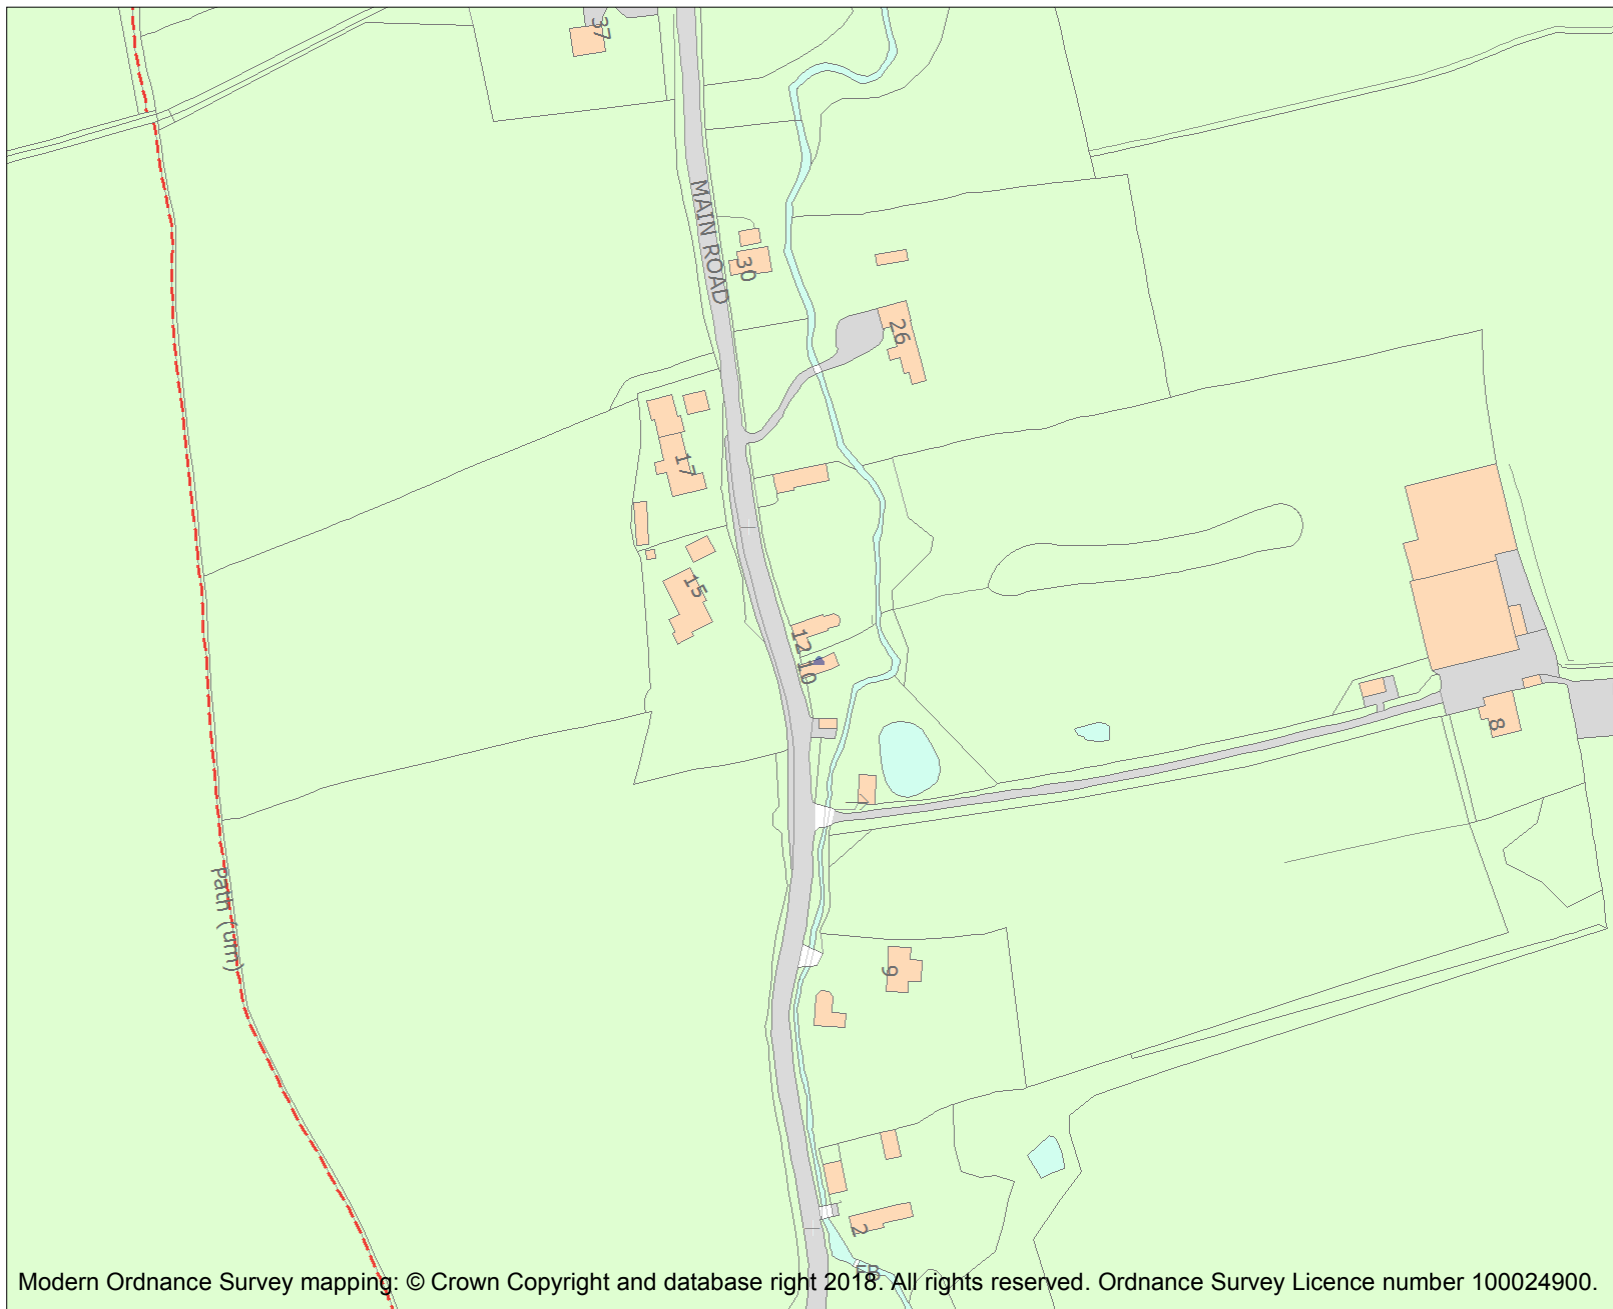 37
MAIN ROAD
30
26
17
15
12
10
8
Path (um)
9
2
FB
Modern Ordnance Survey mapping: © Crown Copyright and database right 2018. All rights reserved. Ordnance Survey Licence number 100024900.